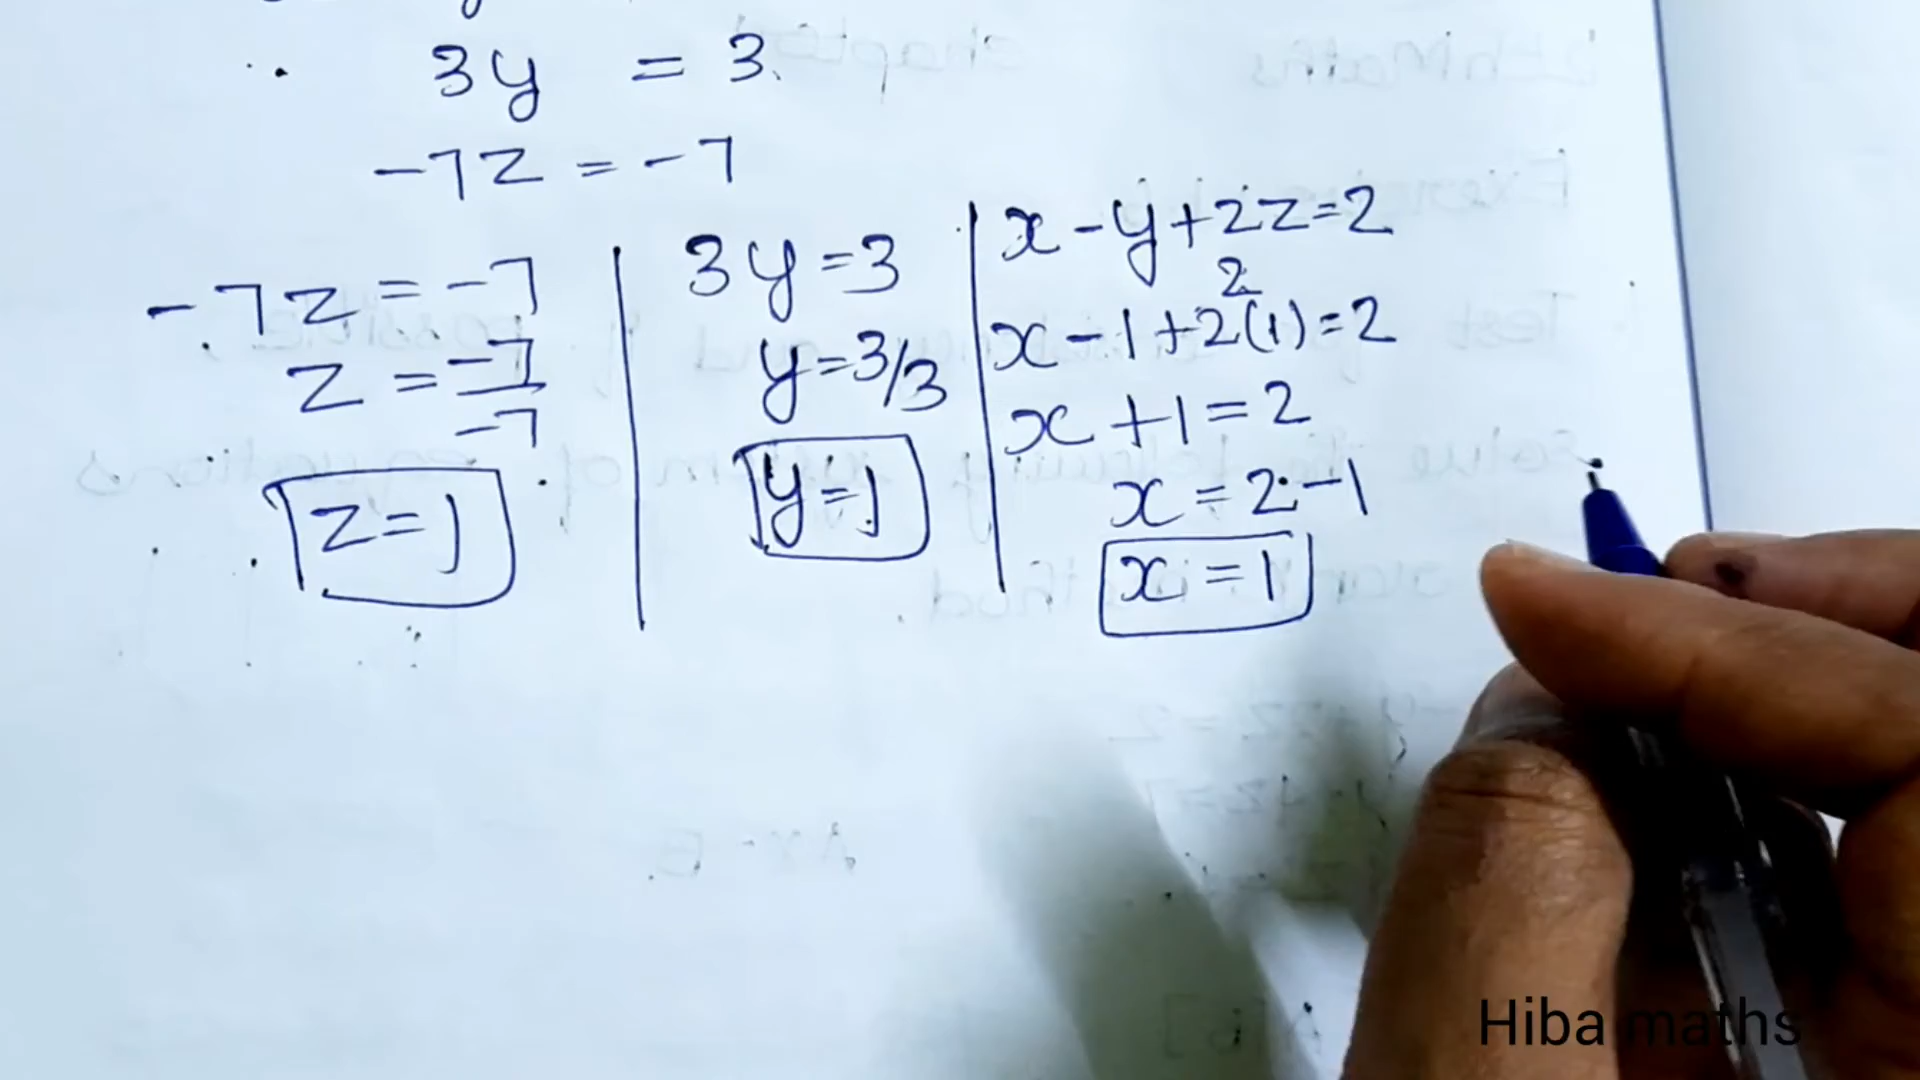 3y = 3
-7z = -7
-7z = -7
z = -7/-7
z = 1
3y = 3
y = 3/3
y = 1
x - y + 2z = 2
2
x - 1 + 2(1) = 2
x + 1 = 2
x = 2 - 1
x = 1
Hiba maths